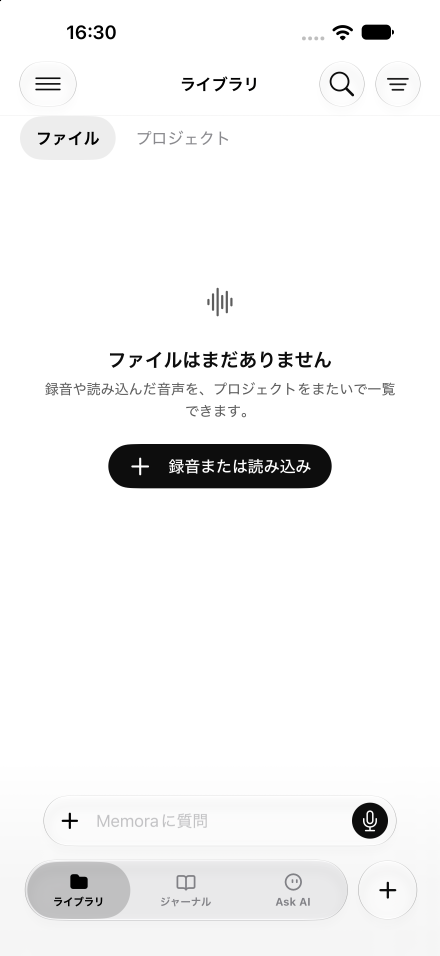 16:30
ライブラリ
ファイル
プロジェクト
ファイルはまだありません
録音や読み込んだ音声を、プロジェクトをまたいで一覧
できます。
録音または読み込み
Memoraに質問
ライブラリ
ジャーナル
Ask AI